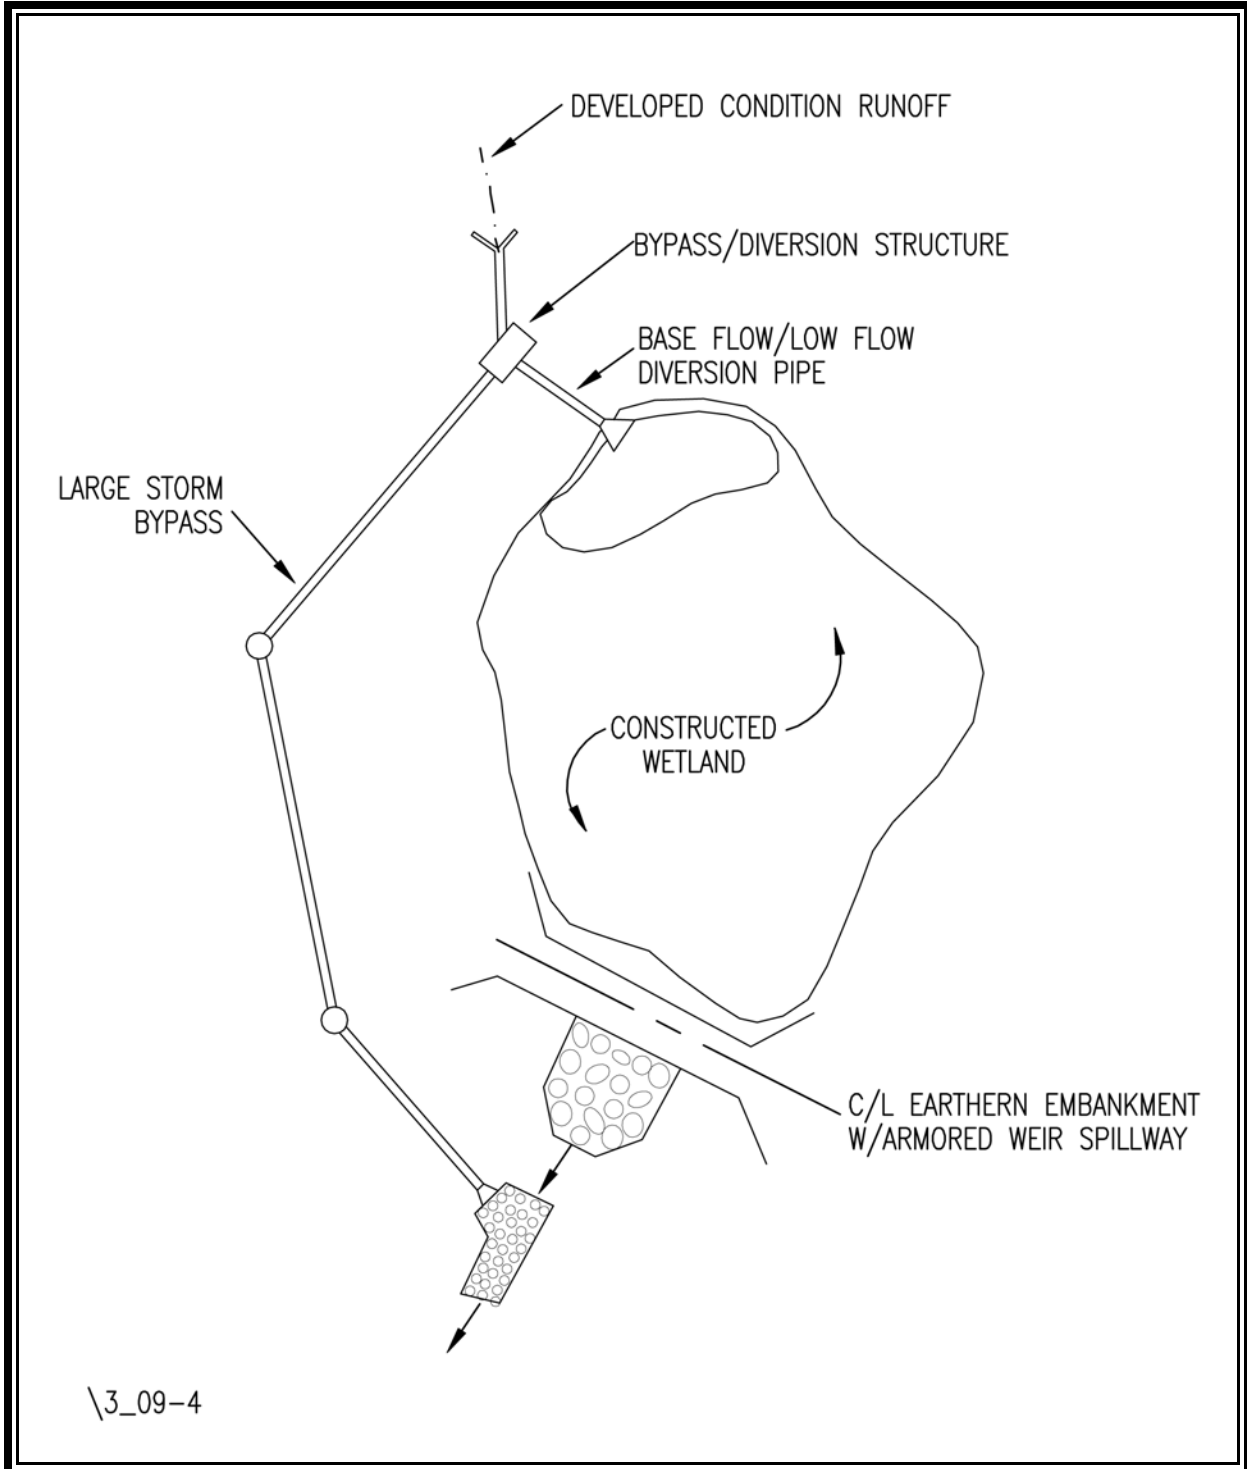 DEVELOPED CONDITION RUNOFF
BYPASS/DIVERSION STRUCTURE
BASE FLOW/LOW FLOW
DIVERSION PIPE
LARGE STORM
BYPASS
CONSTRUCTED
WETLAND
C/L EARTHERN EMBANKMENT
W/ARMORED WEIR SPILLWAY
\3_09-4